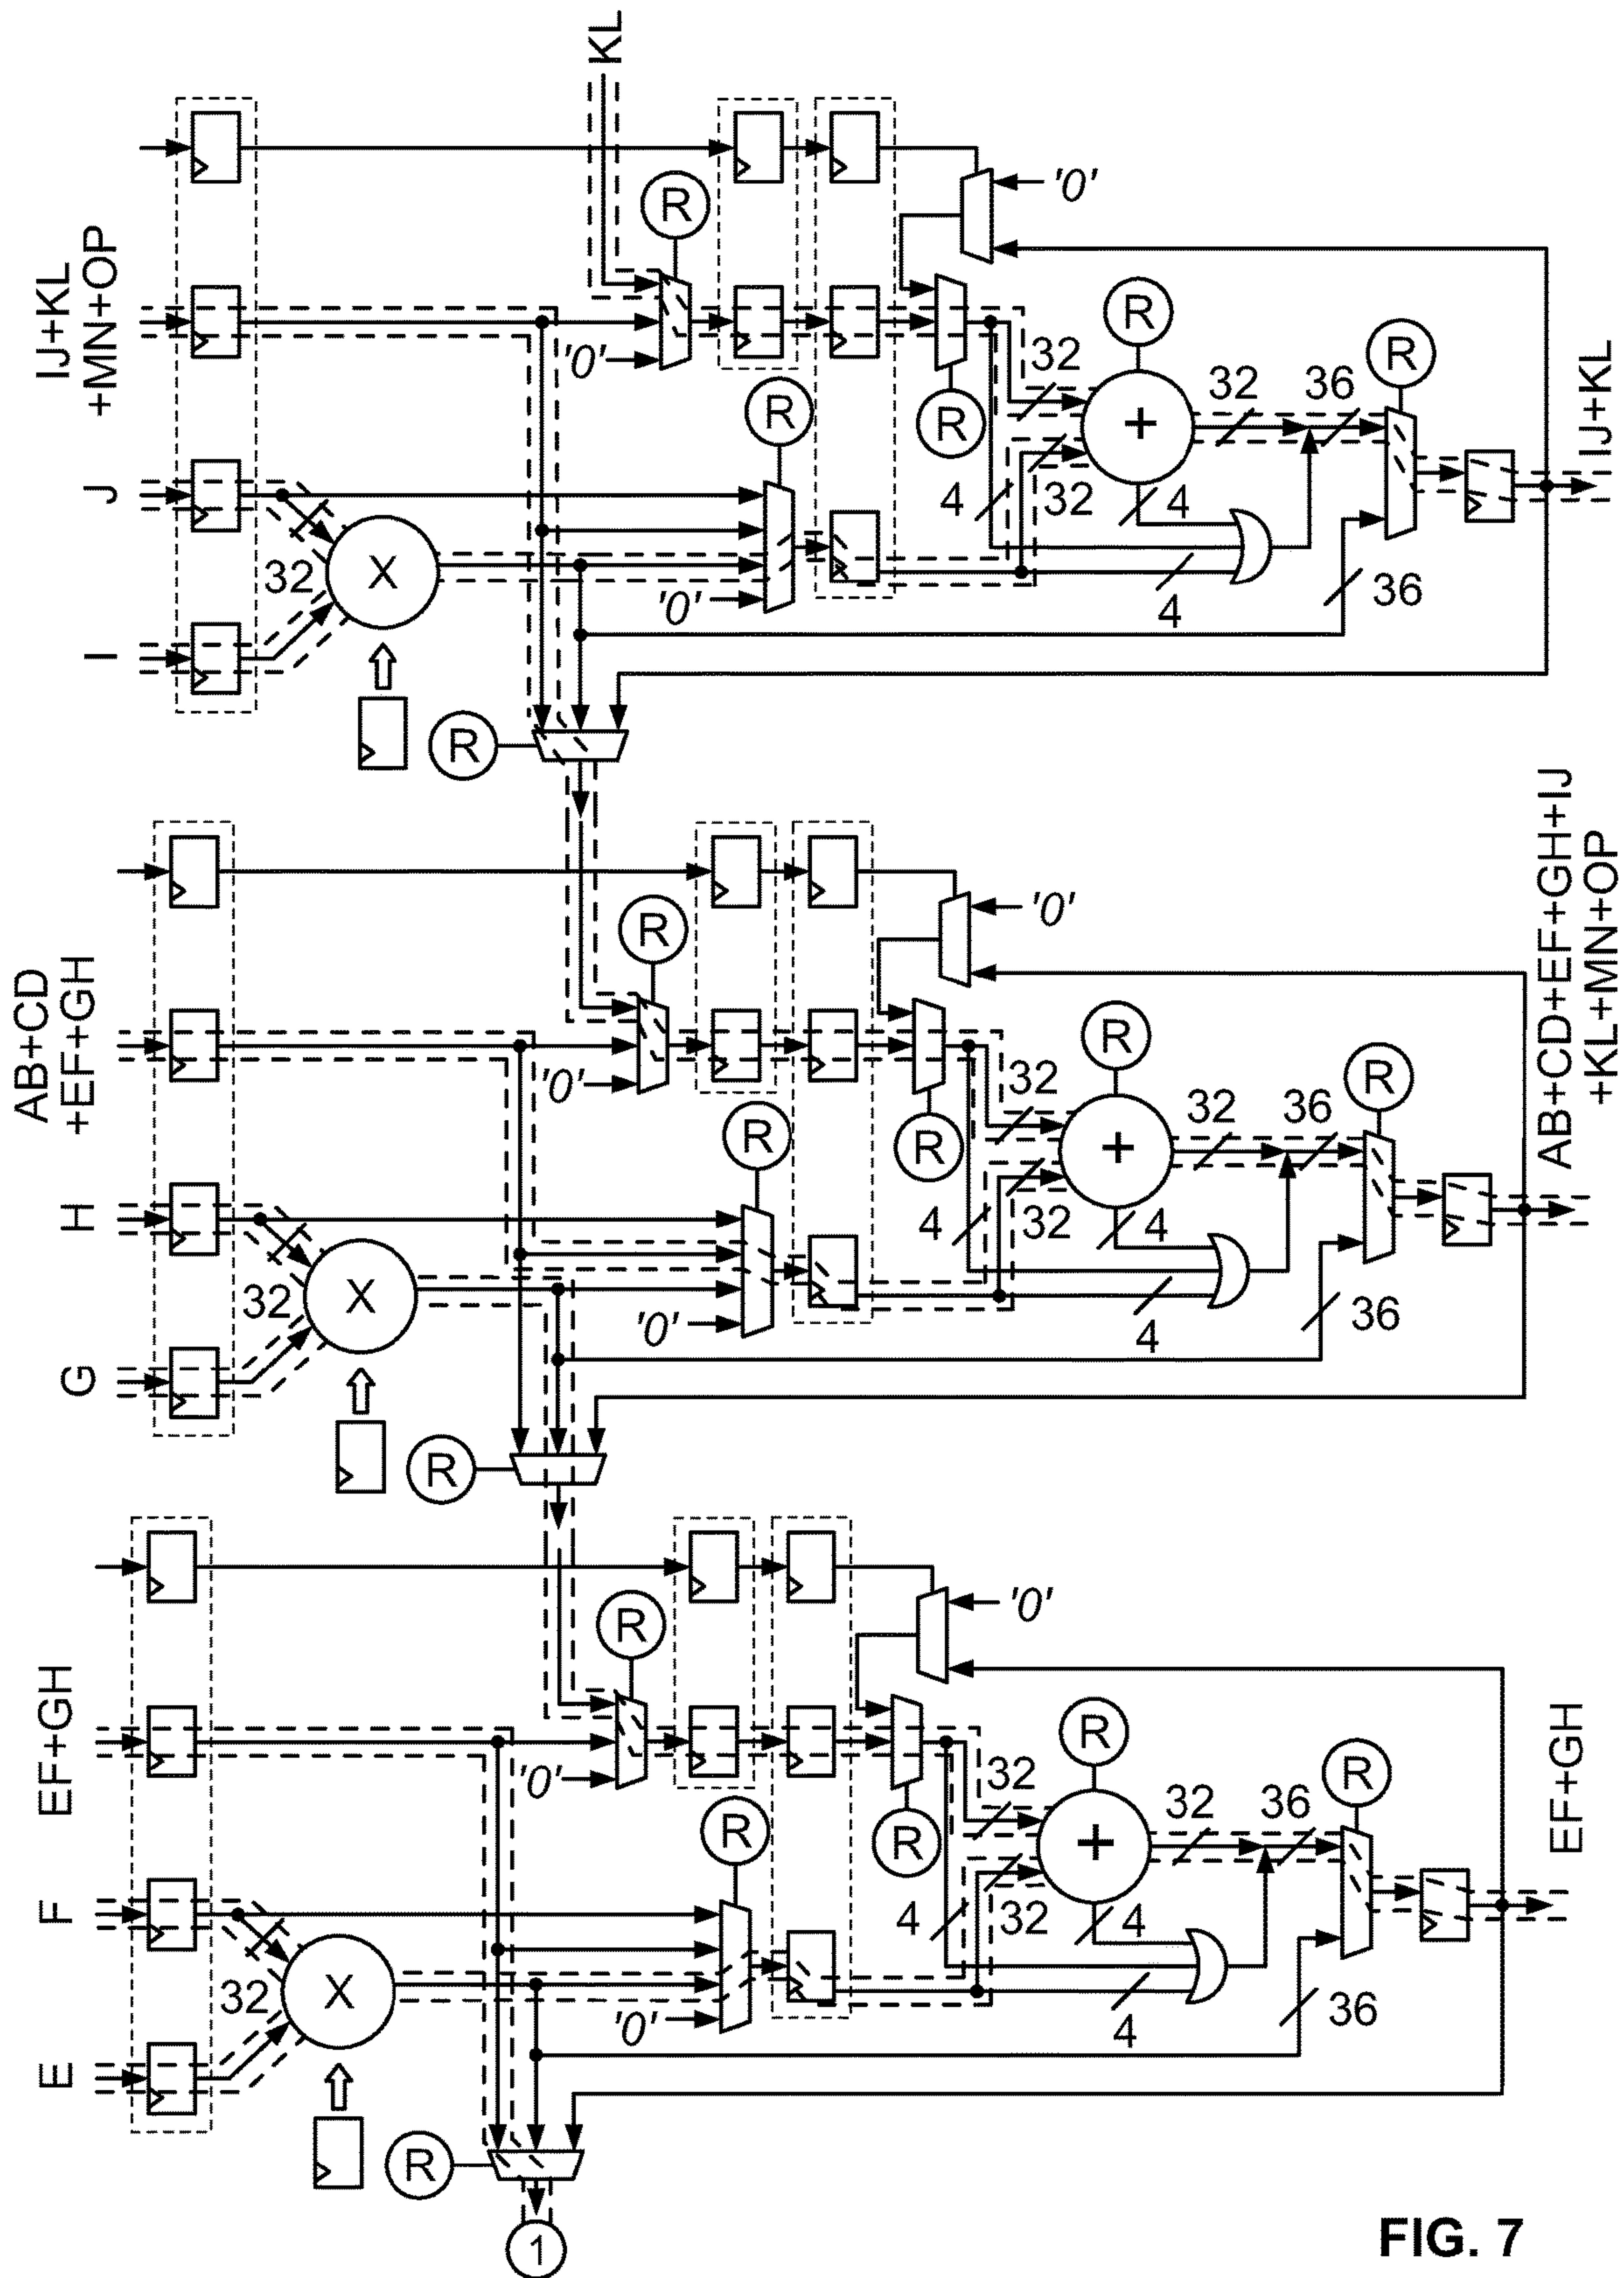 KL
IJ+KL
+MN+OP
J
I
R
'0'
'0'
R
R
R
R
R
32
X
'0'
+
32
32
32
36
4
4
4
36
IJ+KL
AB+CD
+EF+GH
H
G
R
'0'
'0'
R
R
R
R
R
32
X
'0'
+
32
32
32
36
4
4
4
36
AB+CD+EF+GH+IJ
+KL+MN+OP
EF+GH
F
E
R
'0'
'0'
R
R
R
R
R
32
X
'0'
+
32
32
32
36
4
4
4
36
EF+GH
1
FIG. 7